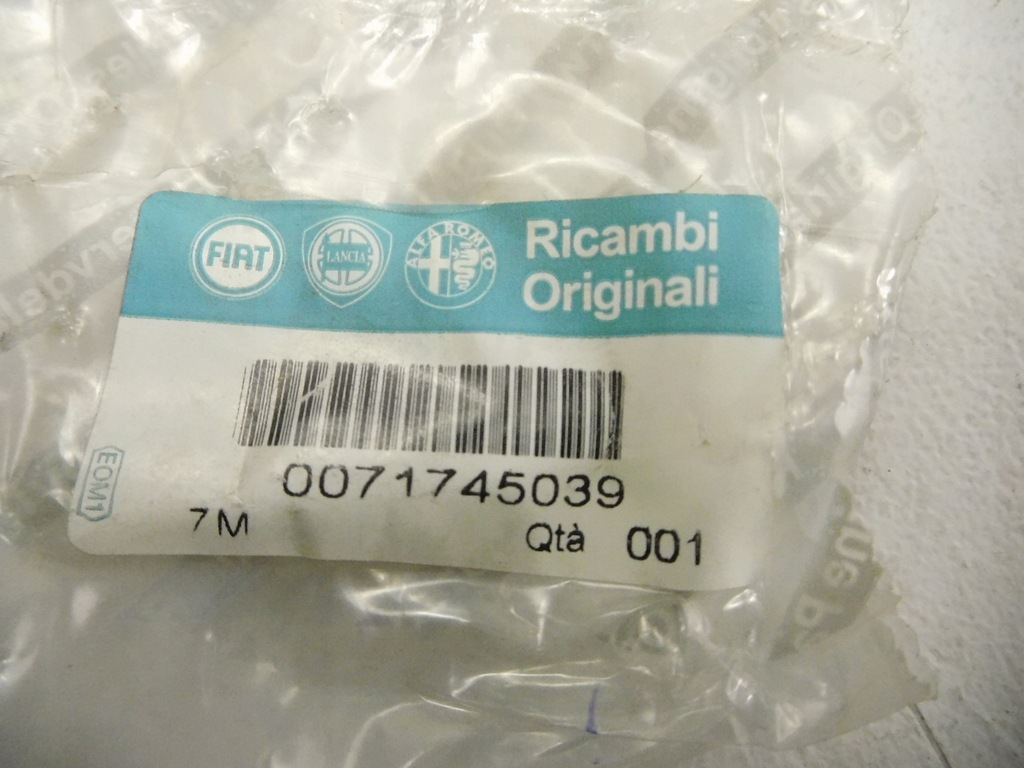 FIAT
LANCIA
ALFA ROMEO
Ricambi
Originali
0071745039
7M
Qtà 001
EOM1